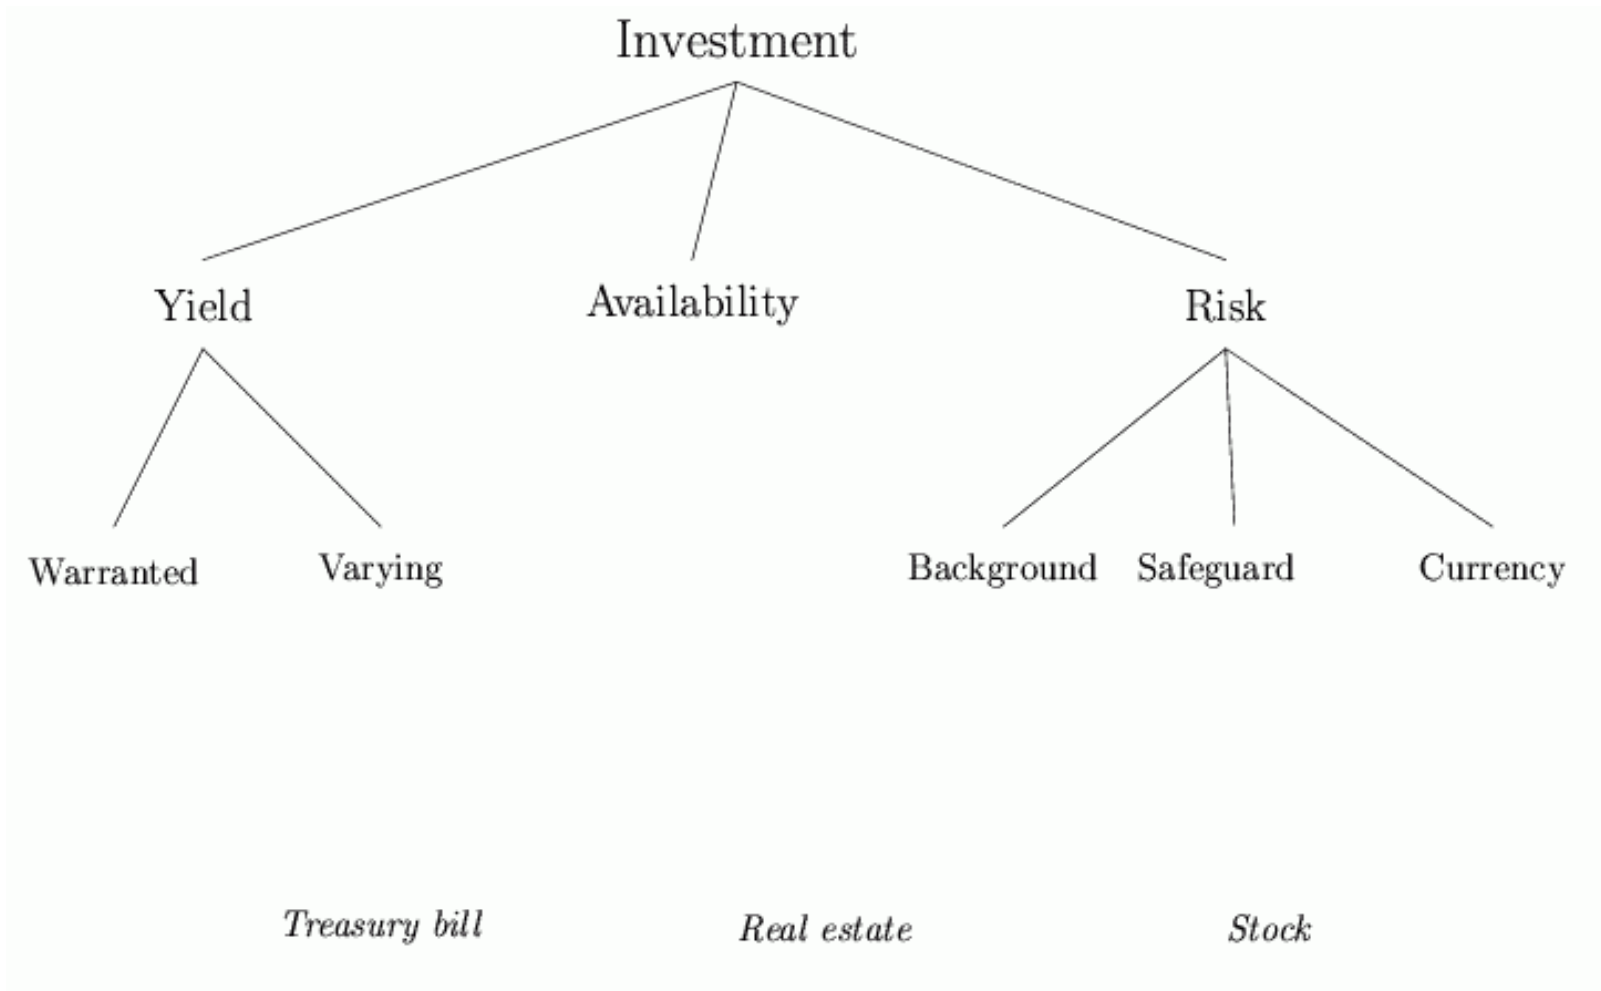 Investment
Yield
Availability
Risk
Warranted
Varying
Background
Safeguard
Currency
Treasury bill
Real estate
Stock